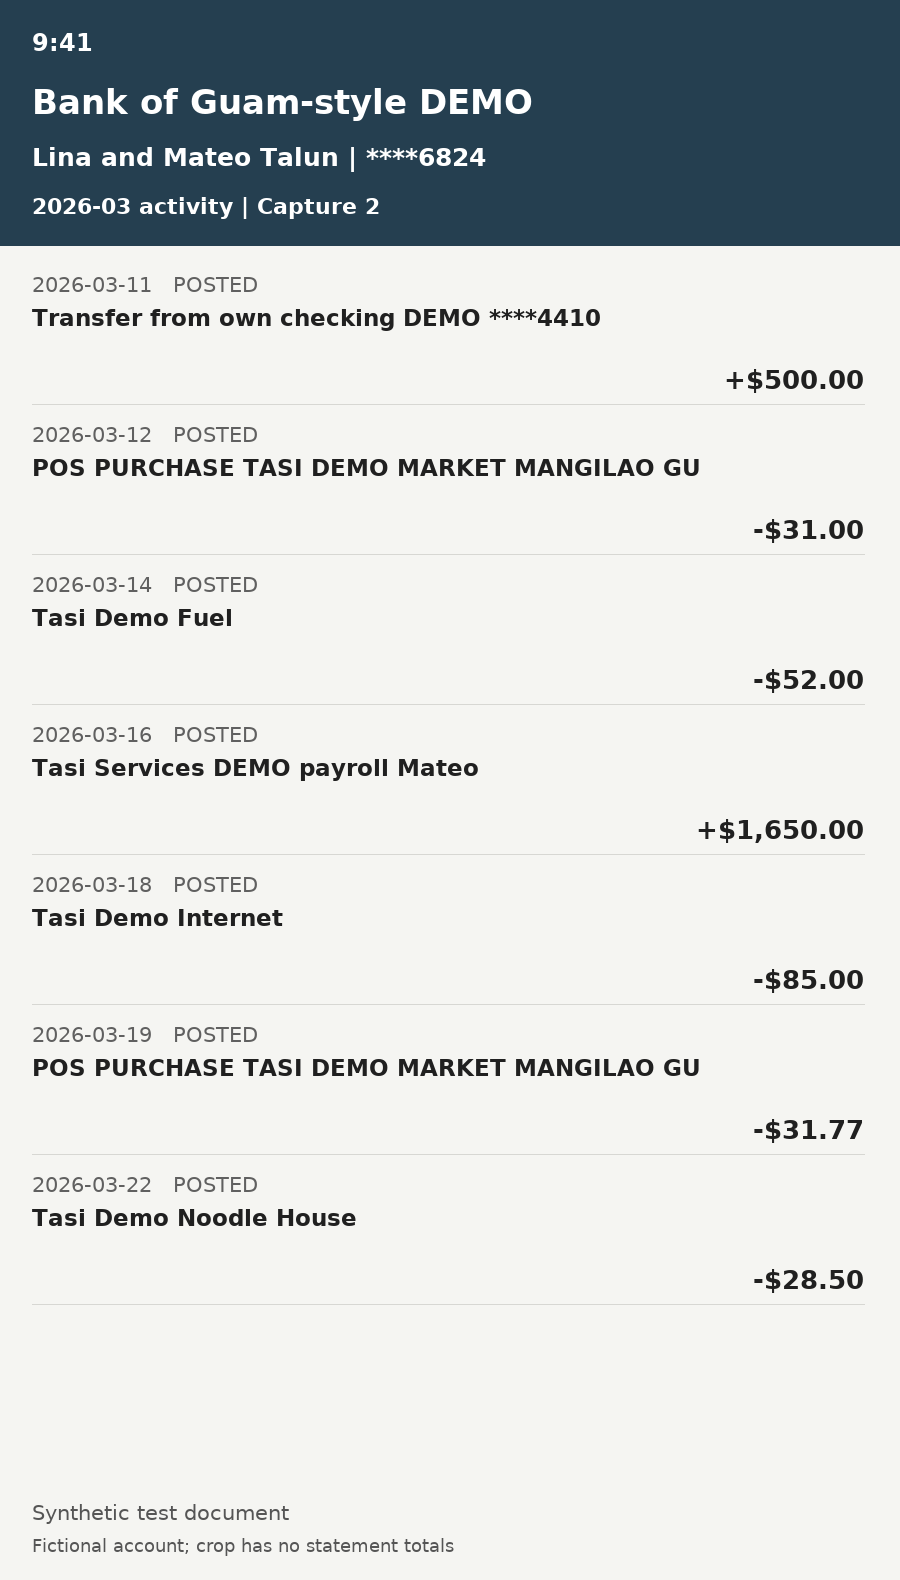 9:41
Bank of Guam-style DEMO
Lina and Mateo Talun | ****6824
2026-03 activity | Capture 2
2026-03-11 POSTED
Transfer from own checking DEMO ****4410
+$500.00
2026-03-12 POSTED
POS PURCHASE TASI DEMO MARKET MANGILAO GU
-$31.00
2026-03-14 POSTED
Tasi Demo Fuel
-$52.00
2026-03-16 POSTED
Tasi Services DEMO payroll Mateo
+$1,650.00
2026-03-18 POSTED
Tasi Demo Internet
-$85.00
2026-03-19 POSTED
POS PURCHASE TASI DEMO MARKET MANGILAO GU
-$31.77
2026-03-22 POSTED
Tasi Demo Noodle House
-$28.50
Synthetic test document
Fictional account; crop has no statement totals